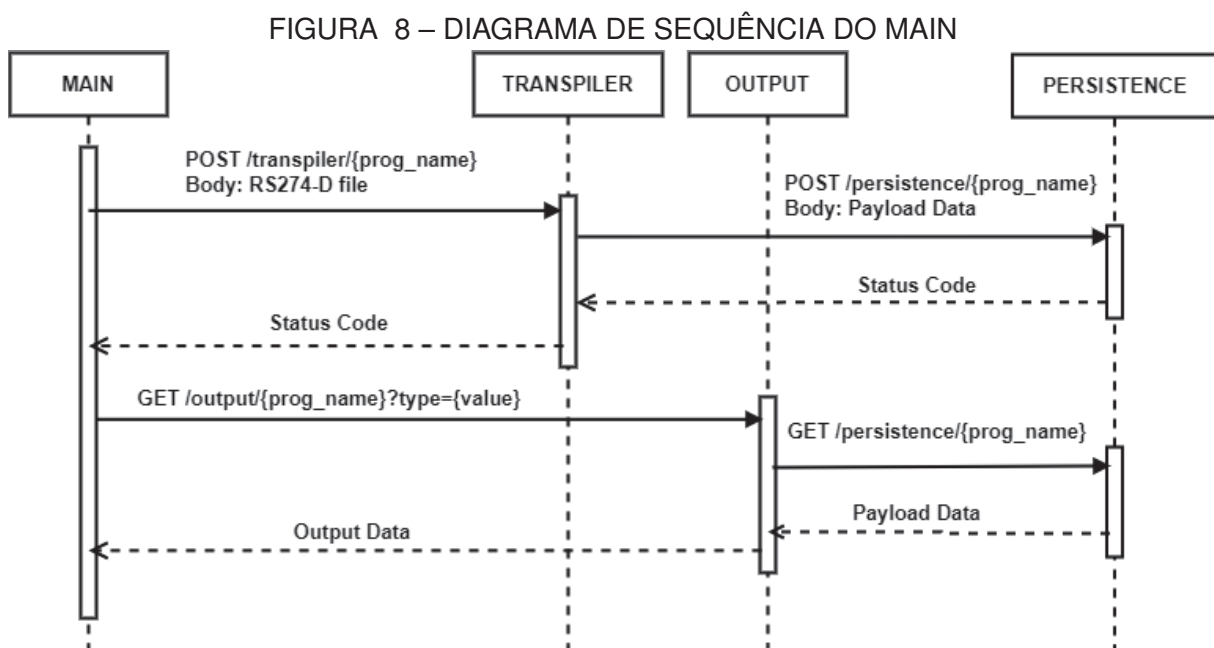 FIGURA 8 – DIAGRAMA DE SEQUÊNCIA DO MAIN
MAIN
TRANSPILER
OUTPUT
PERSISTENCE
POST /transpiler/{prog_name}
Body: RS274-D file
POST /persistence/{prog_name}
Body: Payload Data
Status Code
Status Code
GET /output/{prog_name}?type={value}
GET /persistence/{prog_name}
Payload Data
Output Data